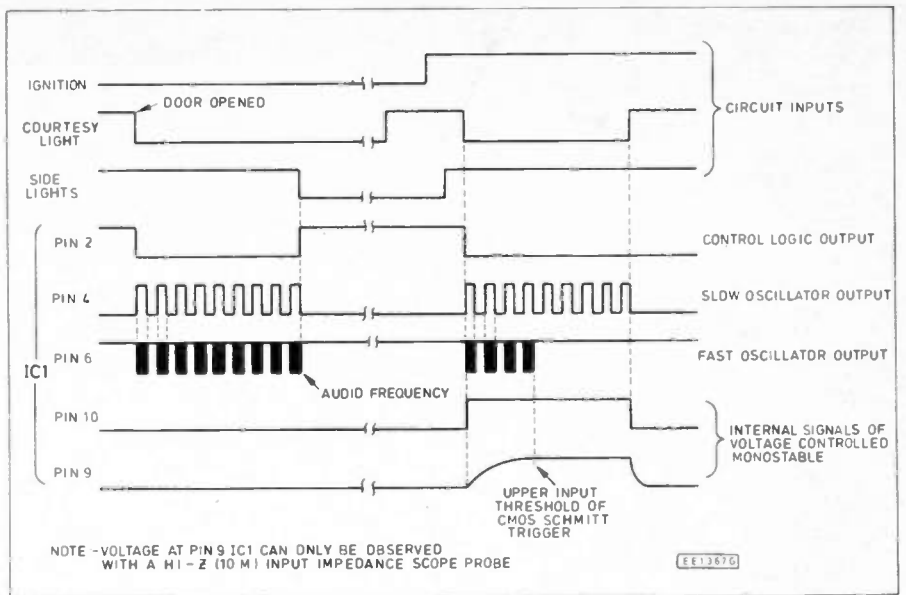 IGNITION
DOOR OPENED
COURTESY
LIGHT
CIRCUIT INPUTS
SIDE
LIGHTS
PIN 2
CONTROL LOGIC OUTPUT
PIN 4
SLOW OSCILLATOR OUTPUT
PIN 6
FAST OSCILLATOR OUTPUT
IC1
AUDIO FREQUENCY
PIN 10
INTERNAL SIGNALS OF
VOLTAGE CONTROLLED
MONOSTABLE
PIN 9
UPPER INPUT
THRESHOLD OF
CMOS SCHMITT
TRIGGER
NOTE - VOLTAGE AT PIN 9 IC1 CAN ONLY BE OBSERVED
WITH A HI-Z (10M) INPUT IMPEDANCE SCOPE PROBE
EE1367G